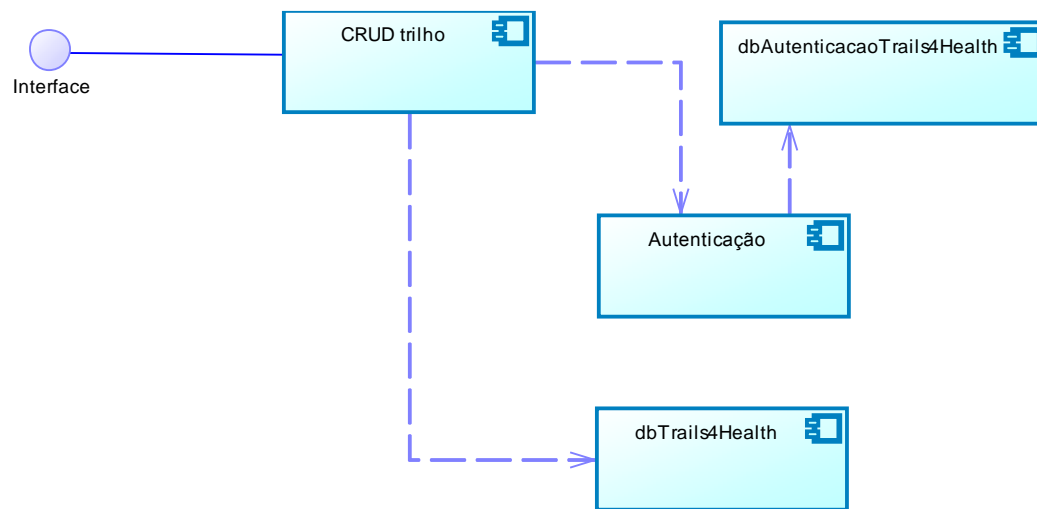 CRUD trilho
dbAutenticacaoTrails4Health
Interface
Autenticação
dbTrails4Health